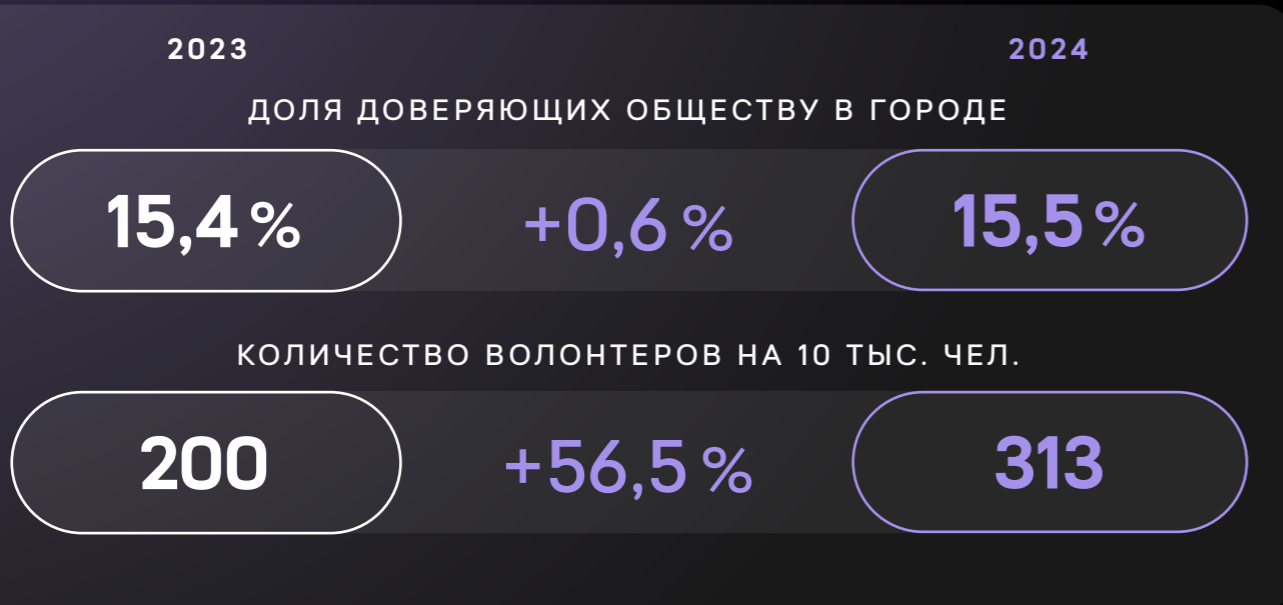 2023 2024
ДОЛЯ ДОВЕРЯЮЩИХ ОБЩЕСТВУ В ГОРОДЕ
15,4 % +0,6 % 15,5 %
КОЛИЧЕСТВО ВОЛОНТЕРОВ НА 10 ТЫС. ЧЕЛ.
200 +56,5 % 313